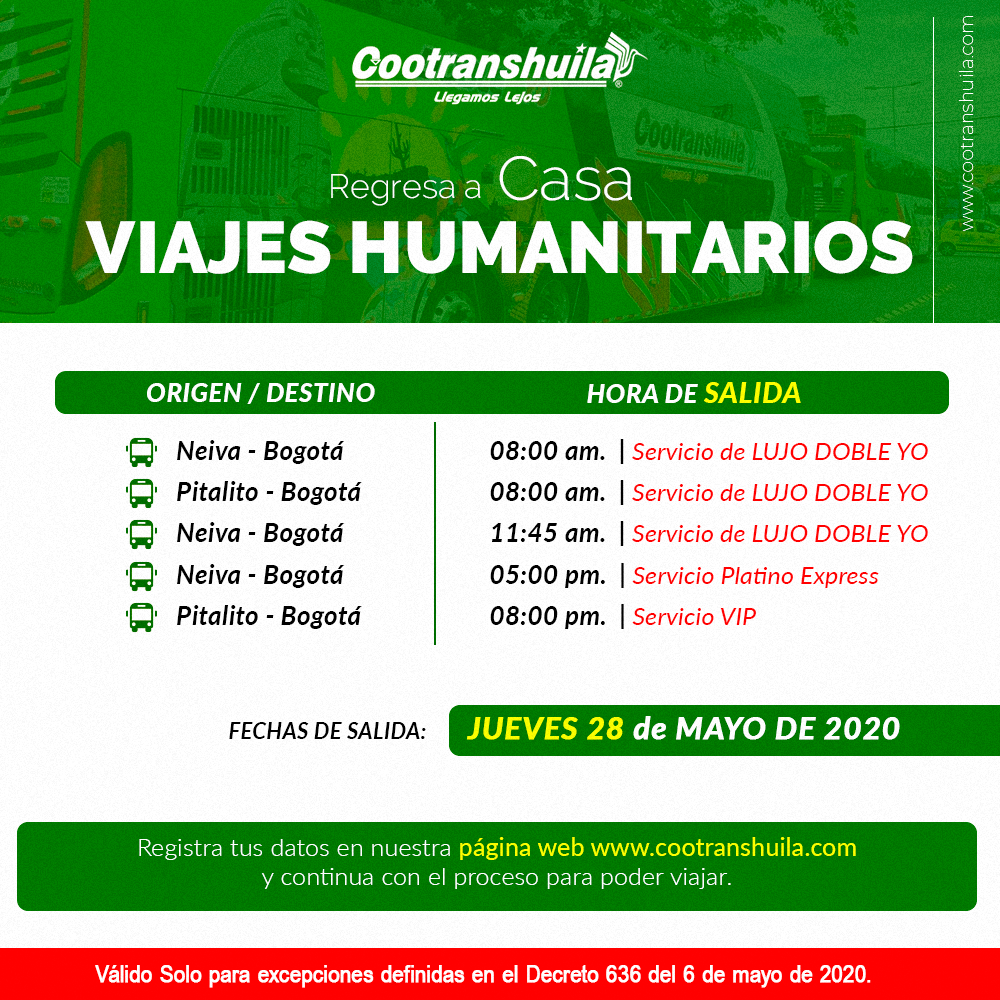 Cootranshuila
®
Llegamos Lejos
www.cootranshuila.com
Cootranshuila
Regresa a Casa
VIAJES HUMANITARIOS
ORIGEN / DESTINO HORA DE SALIDA
Neiva - Bogotá 08:00 am. | Servicio de LUJO DOBLE YO
Pitalito - Bogotá 08:00 am. | Servicio de LUJO DOBLE YO
Neiva - Bogotá 11:45 am. | Servicio de LUJO DOBLE YO
Neiva - Bogotá 05:00 pm. | Servicio Platino Express
Pitalito - Bogotá 08:00 pm. | Servicio VIP
FECHAS DE SALIDA: JUEVES 28 de MAYO DE 2020
Registra tus datos en nuestra página web www.cootranshuila.com
y continua con el proceso para poder viajar.
Válido Solo para excepciones definidas en el Decreto 636 del 6 de mayo de 2020.